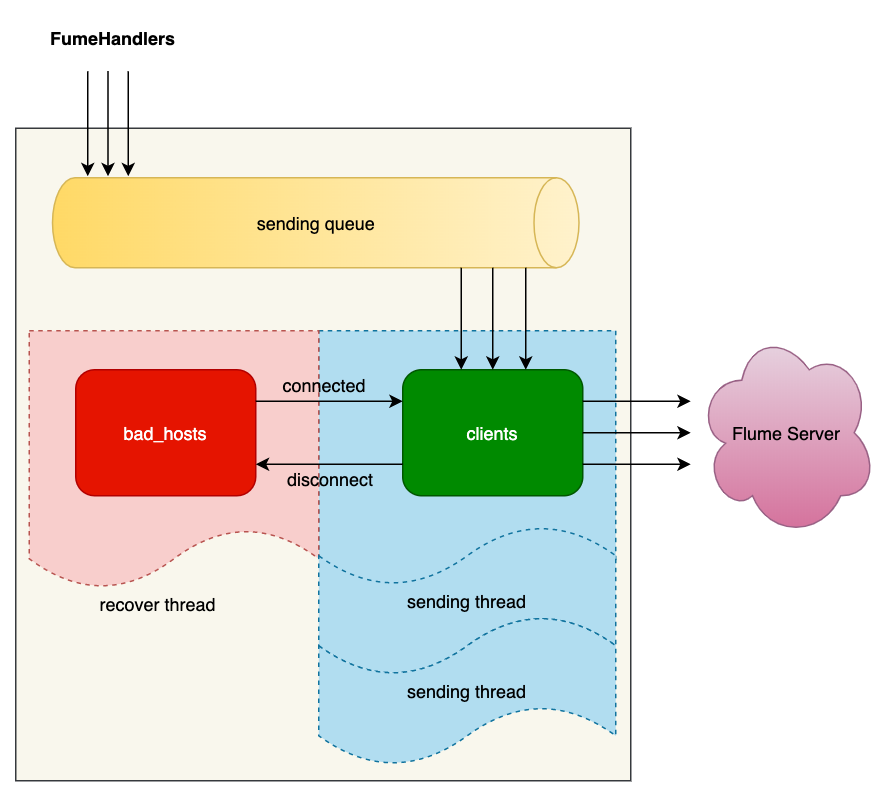 FumeHandlers
sending queue
connected
bad_hosts
clients
Flume Server
disconnect
recover thread
sending thread
sending thread